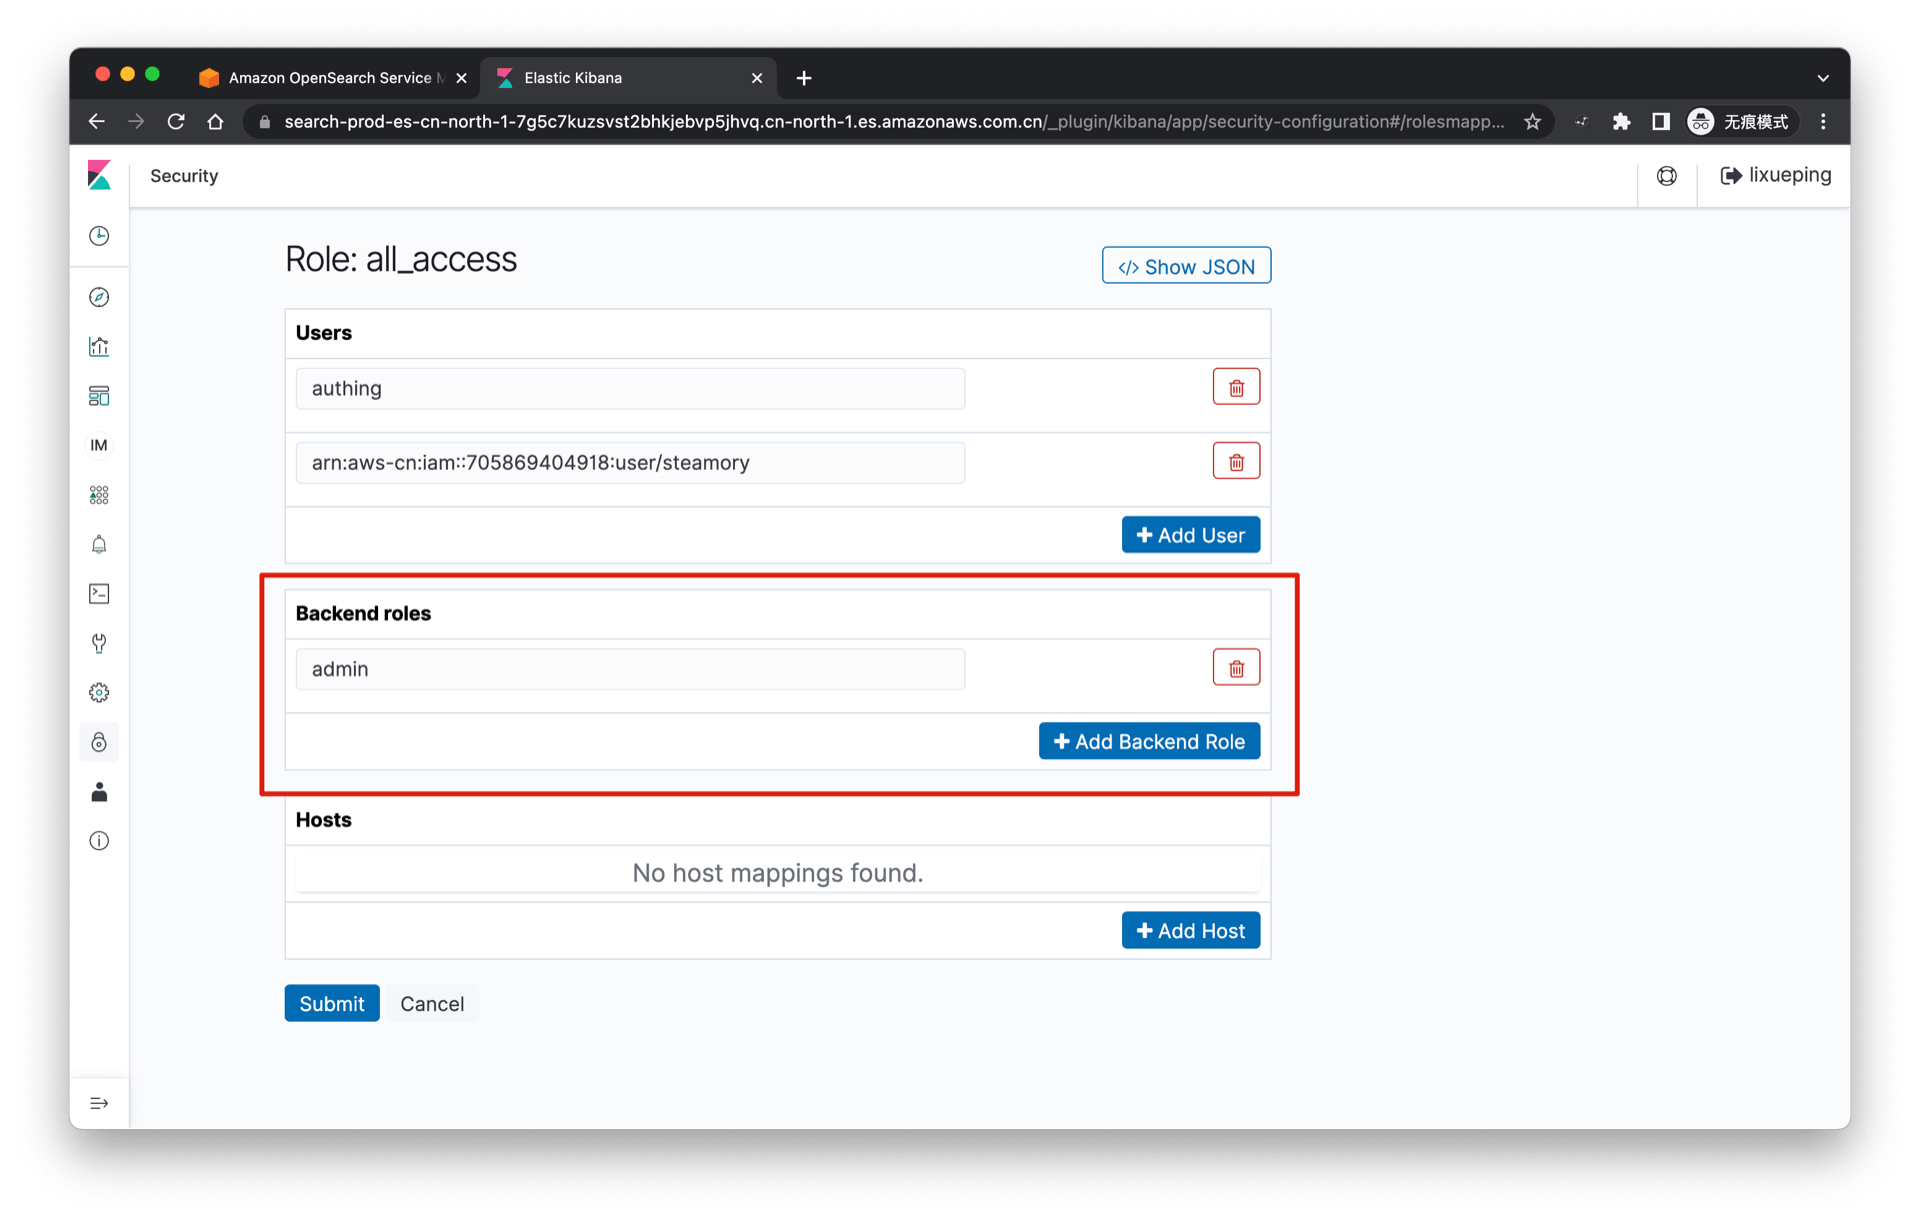 Amazon OpenSearch Service
Elastic Kibana
search-prod-es-cn-north-1-7g5c7kuzsvst2bhkjebvp5jhvq.cn-north-1.es.amazonaws.com.cn/_plugin/kibana/app/security-configuration#/rolesmapp...
无痕模式
Security
lixueping
Role: all_access
</> Show JSON
Users
authing
arn:aws-cn:iam::705869404918:user/steamory
+ Add User
IM
Backend roles
admin
+ Add Backend Role
Hosts
No host mappings found.
+ Add Host
Submit
Cancel